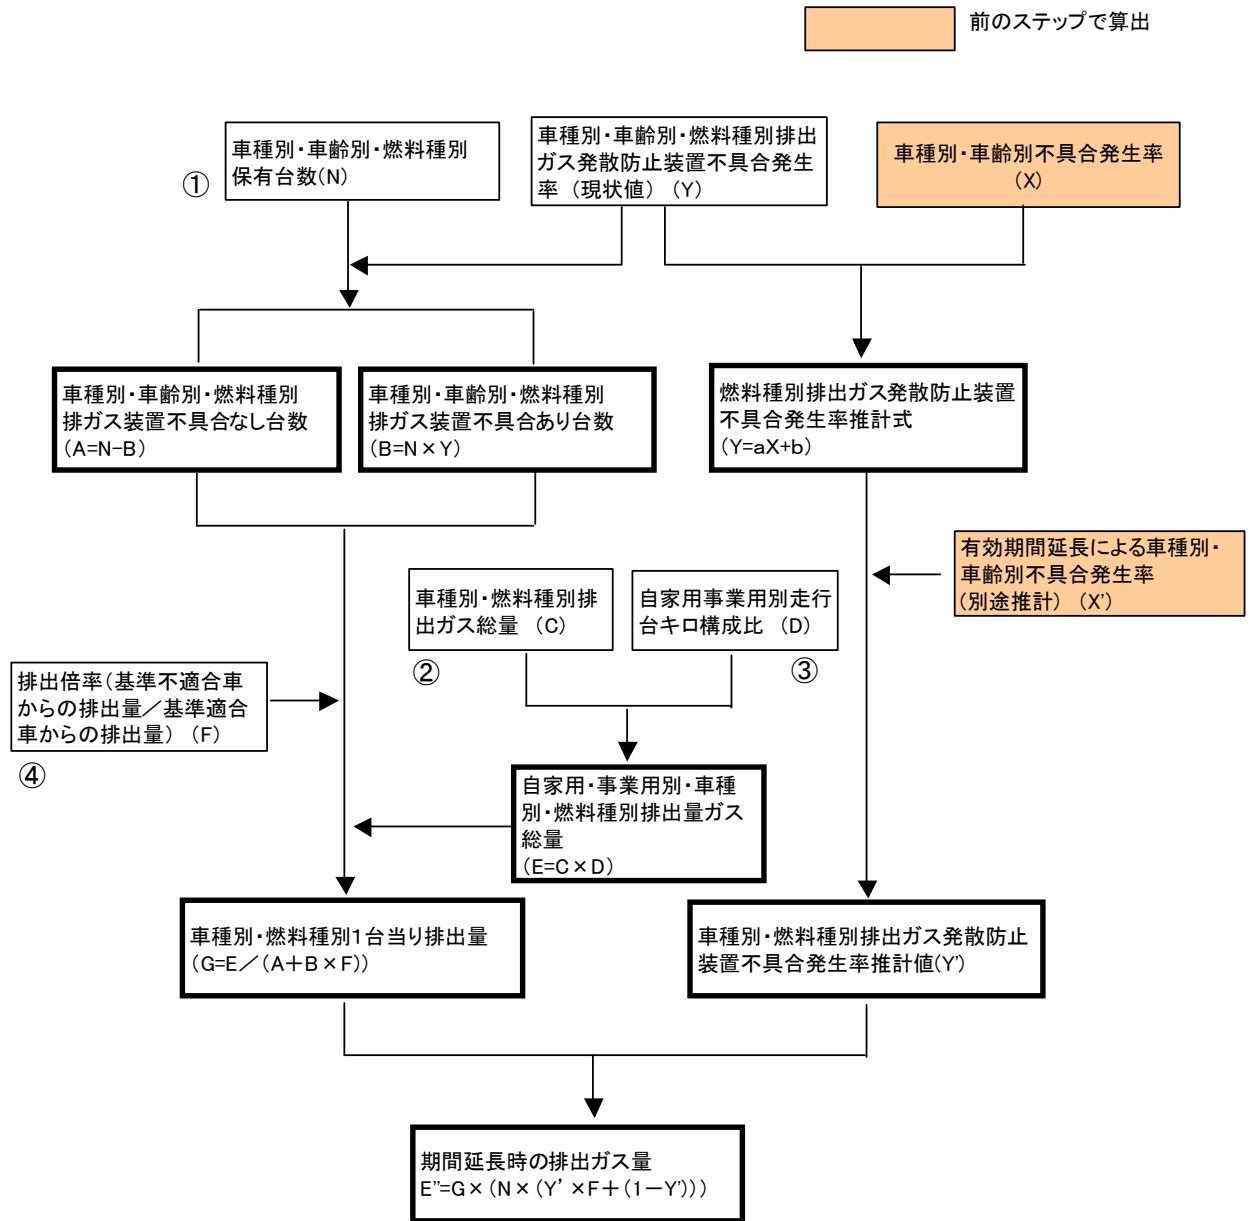 前のステップで算出
①
車種別・車齢別・燃料種別
保有台数(N)
車種別・車齢別・燃料種別排出
ガス発散防止装置不具合発生
率 (現状値) (Y)
車種別・車齢別不具合発生率
(X)
車種別・車齢別・燃料種別
排ガス装置不具合なし台数
(A=N-B)
車種別・車齢別・燃料種別
排ガス装置不具合あり台数
(B=N×Y)
燃料種別排出ガス発散防止装置
不具合発生率推計式
(Y=aX+b)
有効期間延長による車種別・
車齢別不具合発生率
(別途推計) (X')
車種別・燃料種別排
出ガス総量 (C)
②
自家用事業用別走行
台キロ構成比 (D)
③
排出倍率(基準不適合車
からの排出量／基準適合
車からの排出量) (F)
④
自家用・事業用別・車種
別・燃料種別排出量ガス
総量
(E=C×D)
車種別・燃料種別1台当り排出量
(G=E／(A＋B×F))
車種別・燃料種別排出ガス発散防止
装置不具合発生率推計値(Y')
期間延長時の排出ガス量
E"=G×(N×(Y’×F＋(1－Y')))